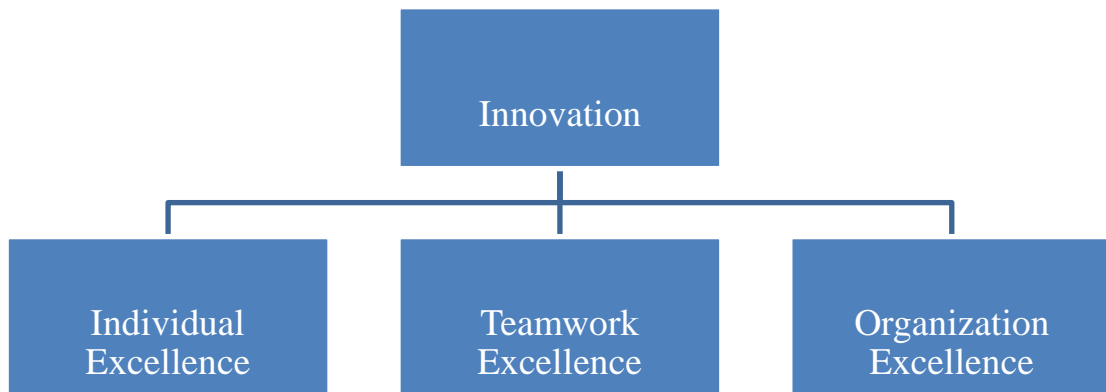 Innovation
Individual
Excellence
Teamwork
Excellence
Organization
Excellence